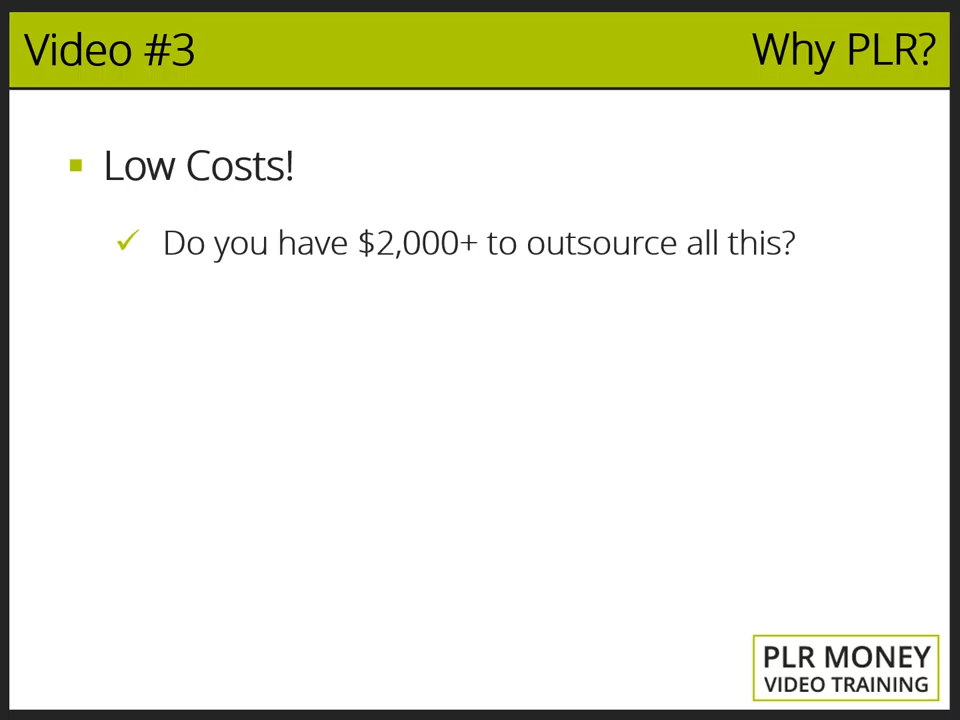 Video #3
Why PLR?
Low Costs!
Do you have $2,000+ to outsource all this?
PLR MONEY
VIDEO TRAINING